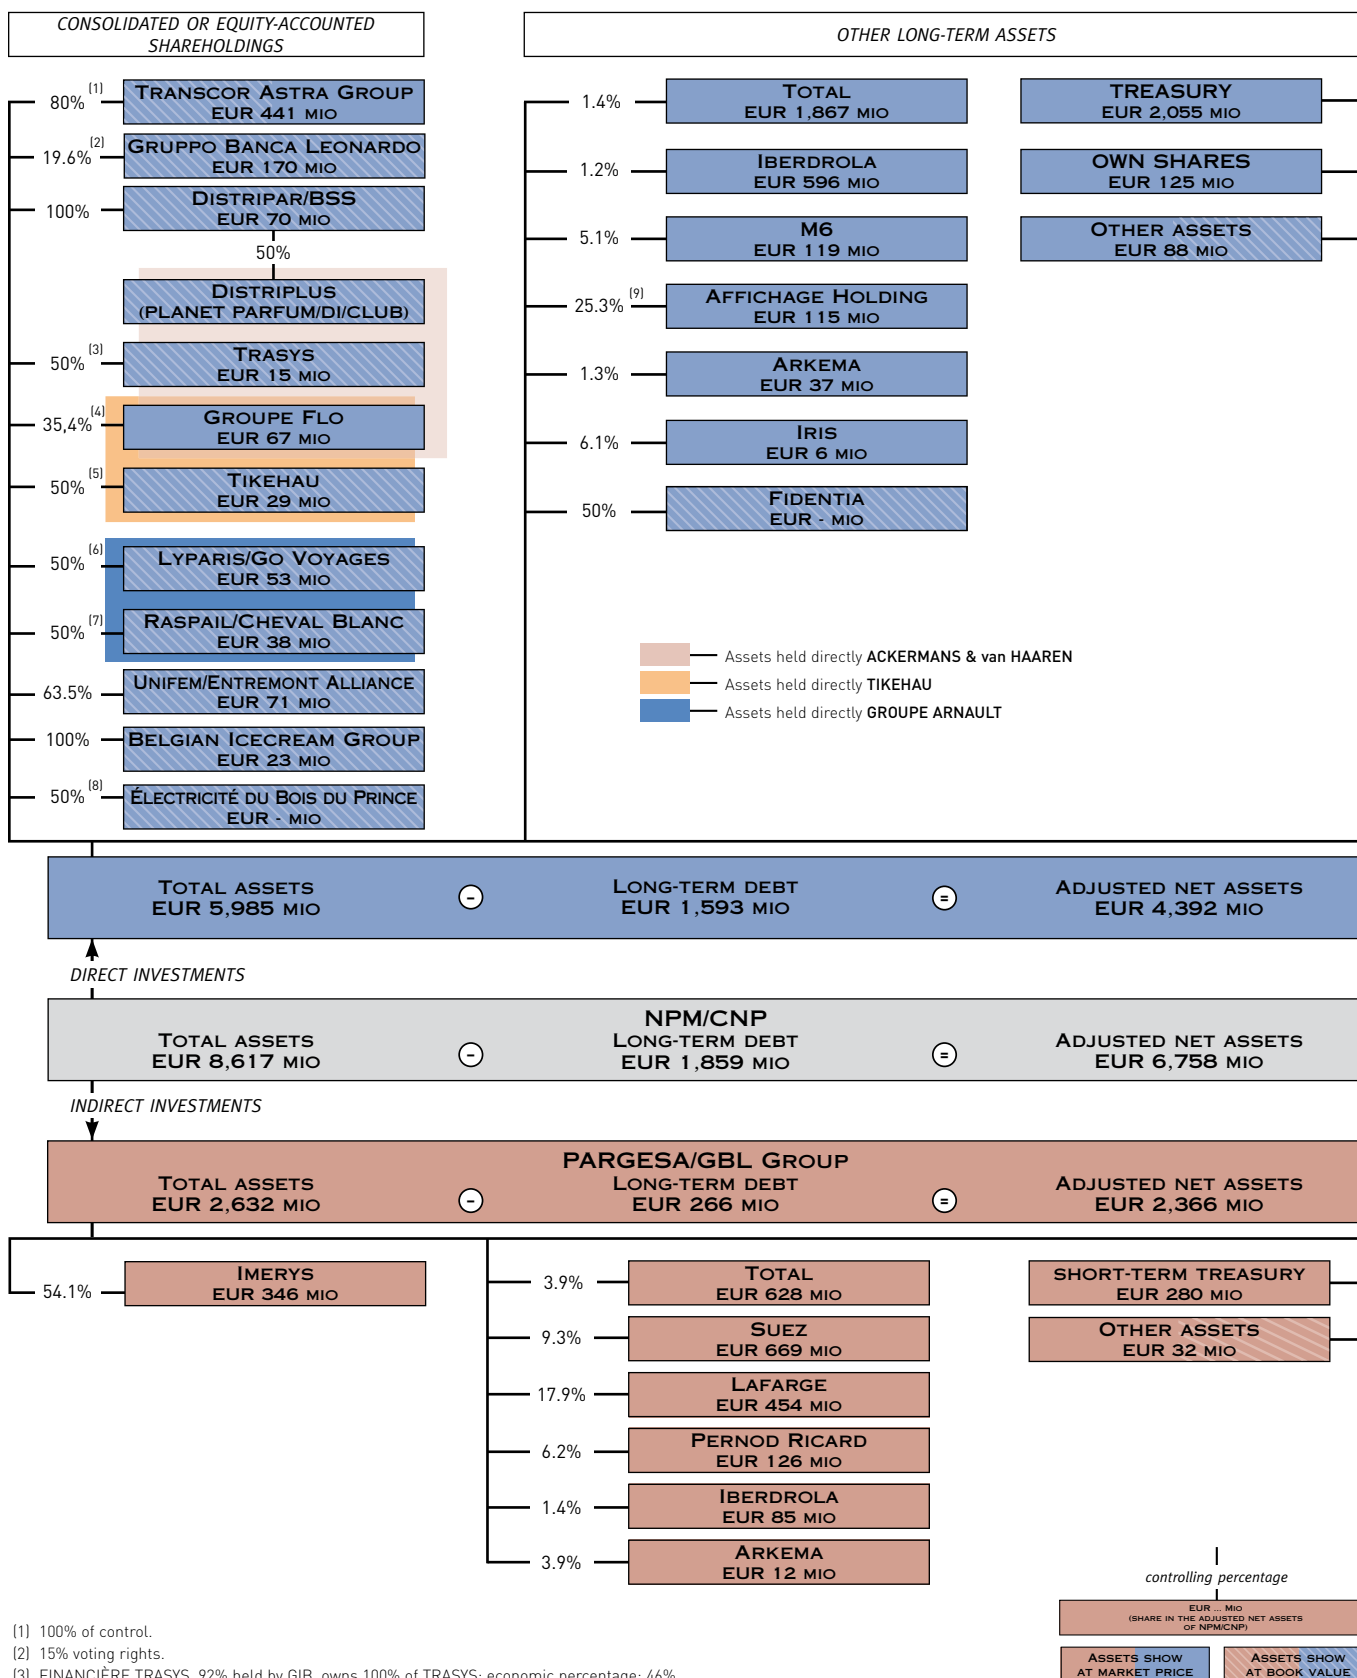 CONSOLIDATED OR EQUITY-ACCOUNTED
SHAREHOLDINGS
80% (1)
TRANSCOR ASTRA GROUP
EUR 441 MIO
19.6% (2)
GRUPPO BANCA LEONARDO
EUR 170 MIO
100%
DISTRIPAR/BSS
EUR 70 MIO
50%
DISTRIPLUS
(PLANET PARFUM/DI/CLUB)
50% (3)
TRASYS
EUR 15 MIO
35,4% (4)
GROUPE FLO
EUR 67 MIO
50% (5)
TIKEHAU
EUR 29 MIO
50% (6)
LYPARIS/GO VOYAGES
EUR 53 MIO
50% (7)
RASPAIL/CHEVAL BLANC
EUR 38 MIO
63.5%
UNIFEM/ENTREMONT ALLIANCE
EUR 71 MIO
100%
BELGIAN ICECREAM GROUP
EUR 23 MIO
50% (8)
ÉLECTRICITÉ DU BOIS DU PRINCE
EUR - MIO
OTHER LONG-TERM ASSETS
1.4%
TOTAL
EUR 1,867 MIO
1.2%
IBERDROLA
EUR 596 MIO
5.1%
M6
EUR 119 MIO
25.3% (9)
AFFICHAGE HOLDING
EUR 115 MIO
1.3%
ARKEMA
EUR 37 MIO
6.1%
IRIS
EUR 6 MIO
50%
FIDENTIA
EUR - MIO
TREASURY
EUR 2,055 MIO
OWN SHARES
EUR 125 MIO
OTHER ASSETS
EUR 88 MIO
Assets held directly ACKERMANS & van HAAREN
Assets held directly TIKEHAU
Assets held directly GROUPE ARNAULT
TOTAL ASSETS
EUR 5,985 MIO
-
LONG-TERM DEBT
EUR 1,593 MIO
=
ADJUSTED NET ASSETS
EUR 4,392 MIO
DIRECT INVESTMENTS
NPM/CNP
TOTAL ASSETS
EUR 8,617 MIO
-
LONG-TERM DEBT
EUR 1,859 MIO
=
ADJUSTED NET ASSETS
EUR 6,758 MIO
INDIRECT INVESTMENTS
PARGESA/GBL GROUP
TOTAL ASSETS
EUR 2,632 MIO
-
LONG-TERM DEBT
EUR 266 MIO
=
ADJUSTED NET ASSETS
EUR 2,366 MIO
54.1%
IMERYS
EUR 346 MIO
3.9%
TOTAL
EUR 628 MIO
9.3%
SUEZ
EUR 669 MIO
17.9%
LAFARGE
EUR 454 MIO
6.2%
PERNOD RICARD
EUR 126 MIO
1.4%
IBERDROLA
EUR 85 MIO
3.9%
ARKEMA
EUR 12 MIO
SHORT-TERM TREASURY
EUR 280 MIO
OTHER ASSETS
EUR 32 MIO
controlling percentage
EUR ... MIO
(SHARE IN THE ADJUSTED NET ASSETS
OF NPM/CNP)
ASSETS SHOW
AT MARKET PRICE
ASSETS SHOW
AT BOOK VALUE
(1) 100% of control.
(2) 15% voting rights.
(3) FINANCIÈRE TRASYS, 92% held by GIB, owns 100% of TRASYS; economic percentage: 46%